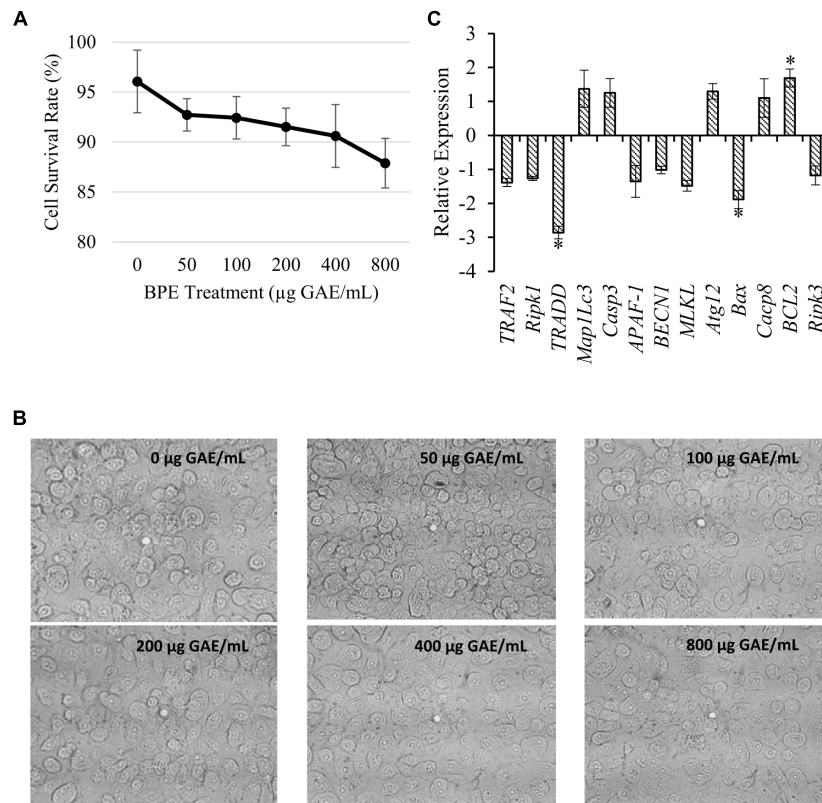 A
Cell Survival Rate (%)
100
95
90
85
80
0 50 100 200 400 800
BPE Treatment (µg GAE/mL)
C
Relative Expression
3
2
1
0
-1
-2
-3
-4
*
*
*
TRAF2
Ripk1
TRADD
Map1Lc3
Casp3
APAF-1
BECN1
MLKL
Atg12
Bax
Cacp8
BCL2
Ripk3
B
0 µg GAE/mL
50 µg GAE/mL
100 µg GAE/mL
200 µg GAE/mL
400 µg GAE/mL
800 µg GAE/mL